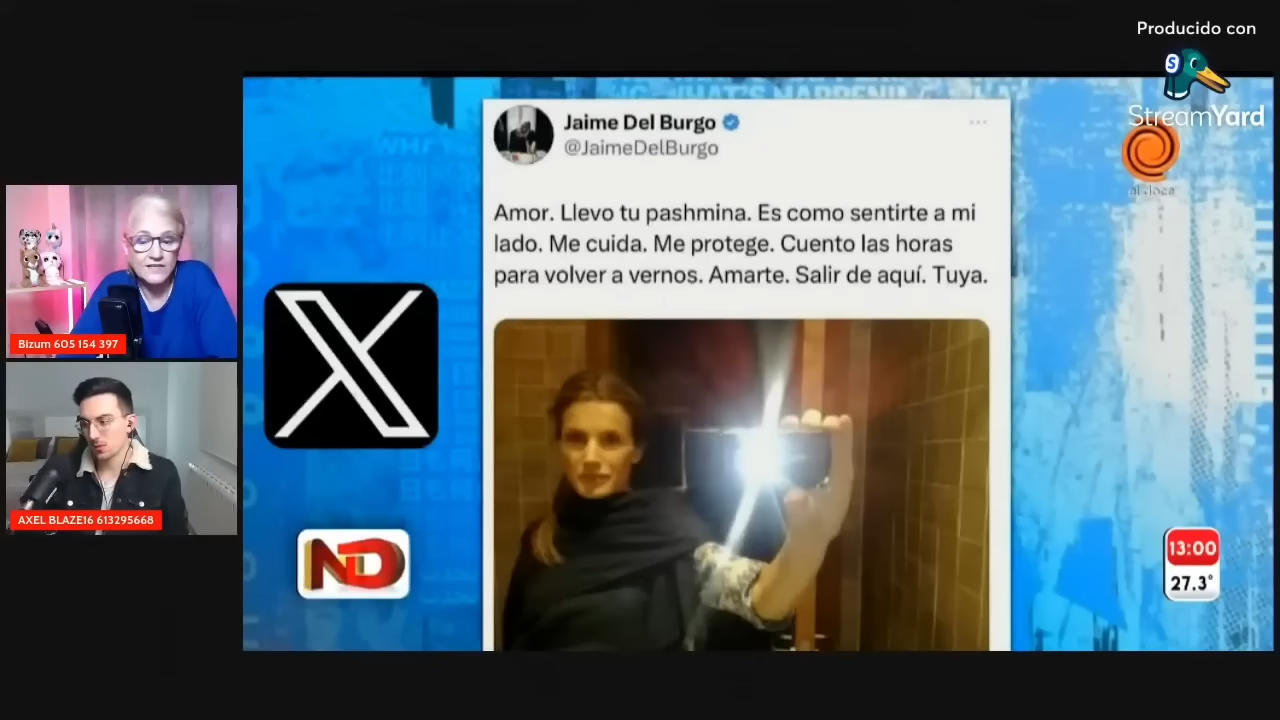 Producido con
StreamYard
Jaime Del Burgo
@JaimeDelBurgo
Amor. Llevo tu pashmina. Es como sentirte a mi
lado. Me cuida. Me protege. Cuento las horas
para volver a vernos. Amarte. Salir de aquí. Tuya.
Bizum 605 154 397
AXEL BLAZE16 613295668
ND
13:00
27.3°